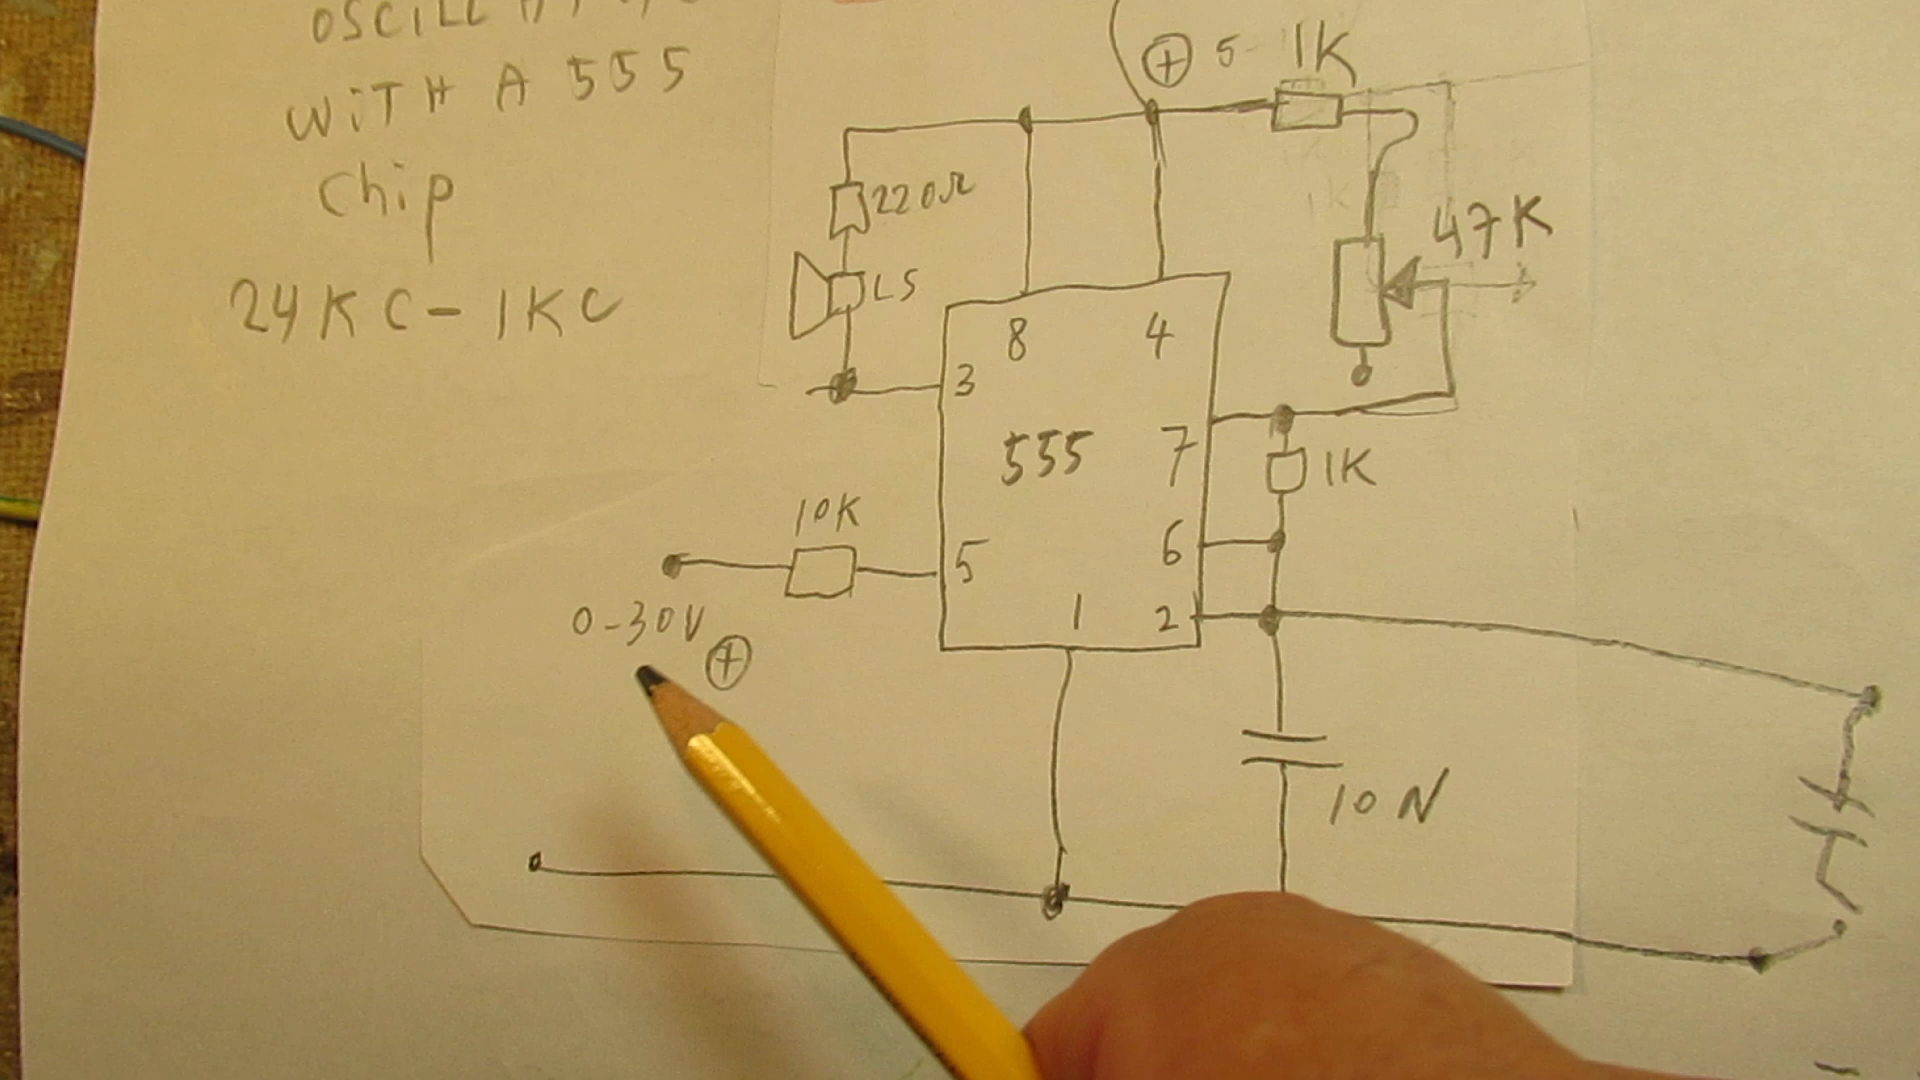 WiTH A 555
Chip
24KC-1KC
+ 5-
1K
220Ω
LS
47K
1K
8
4
3
7
555
1K
10K
5
6
1
2
0-30V
+
10N